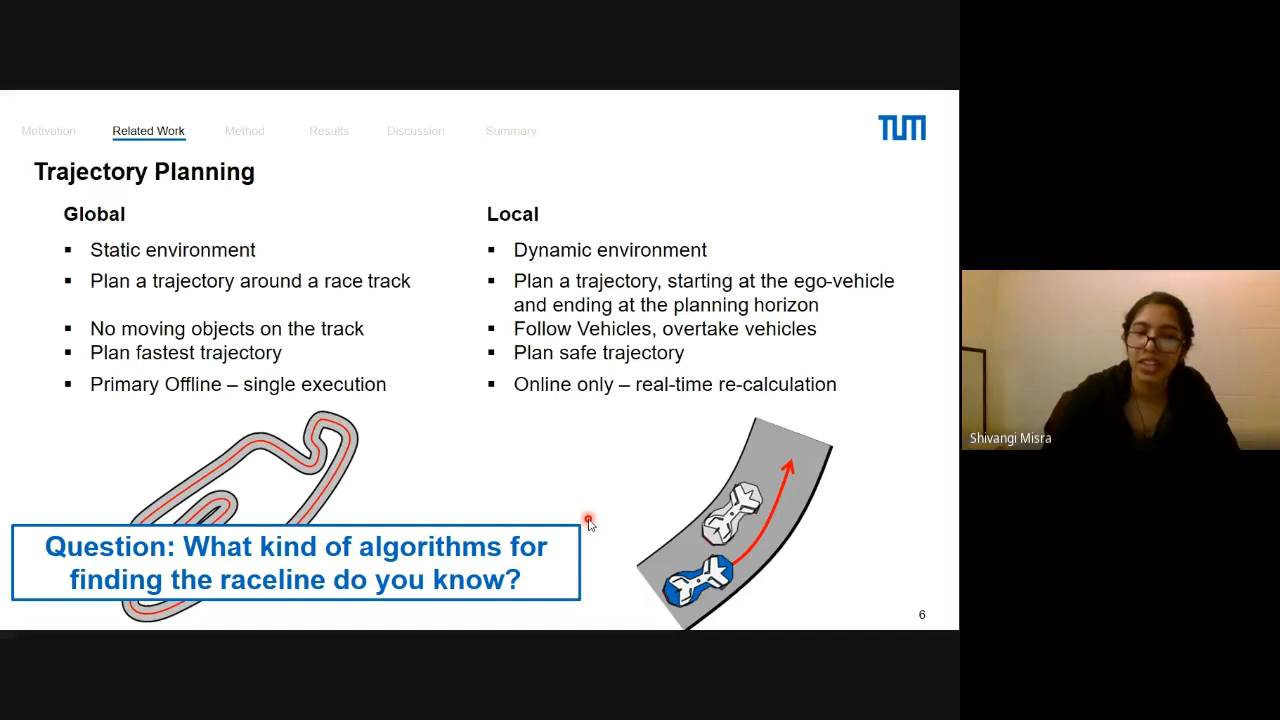 Motivation
Related Work
Method
Results
Discussion
Summary
TUM
Trajectory Planning
Global
▪ Static environment
▪ Plan a trajectory around a race track
▪ No moving objects on the track
▪ Plan fastest trajectory
▪ Primary Offline – single execution
Local
▪ Dynamic environment
▪ Plan a trajectory, starting at the ego-vehicle
and ending at the planning horizon
▪ Follow Vehicles, overtake vehicles
▪ Plan safe trajectory
▪ Online only – real-time re-calculation
Question: What kind of algorithms for
finding the raceline do you know?
6
Shivangi Misra